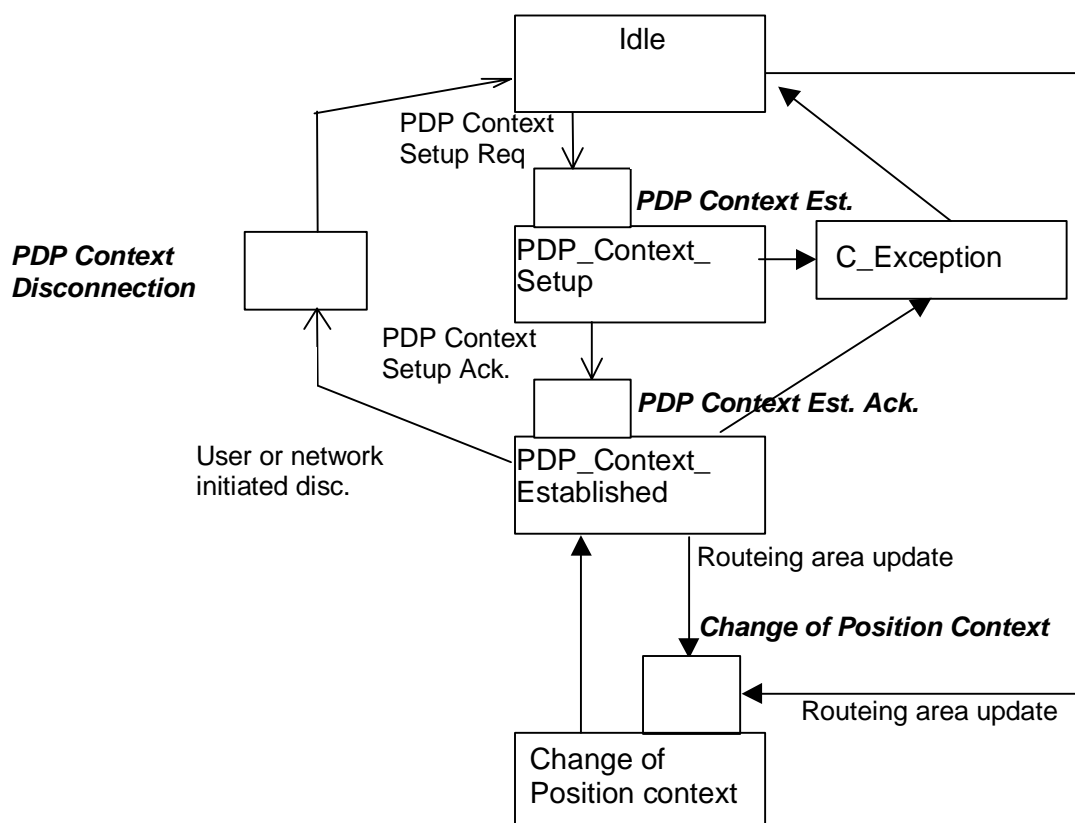 Idle
PDP Context
Setup Req
PDP Context Est.
PDP_Context_
Setup
C_Exception
PDP Context
Disconnection
PDP Context
Setup Ack.
PDP Context Est. Ack.
User or network
initiated disc.
PDP_Context_
Established
Routeing area update
Change of Position Context
Routeing area update
Change of
Position context